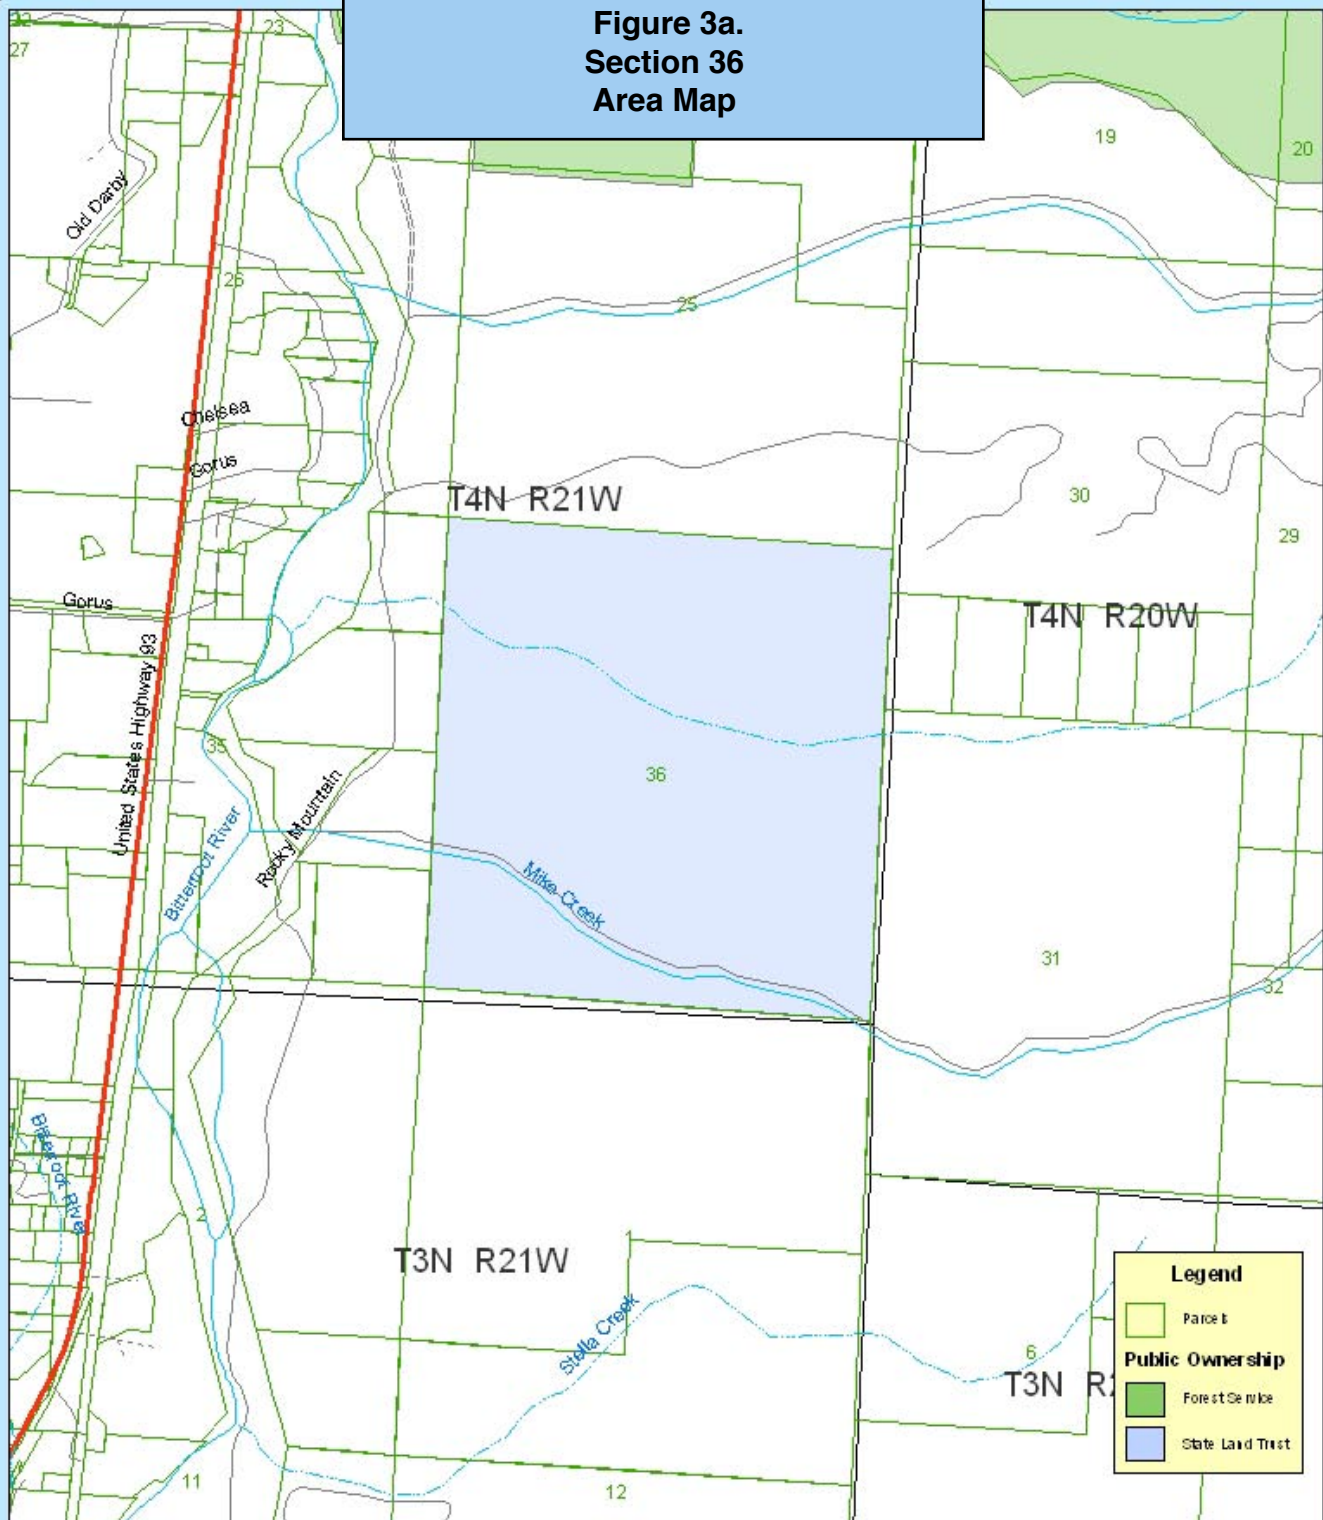 Figure 3a.
Section 36
Area Map
22
23
27
19
20
Old Darby
26
25
Chelsea
Gorus
T4N R21W
30
29
Gorus
T4N R20W
United States Highway 93
35
36
Rocky Mountain
Bitterroot River
Mike Creek
31
32
Bitterroot River
2
1
T3N R21W
Stella Creek
6
T3N R2
11
12
Legend
Parcels
Public Ownership
Forest Service
State Land Trust